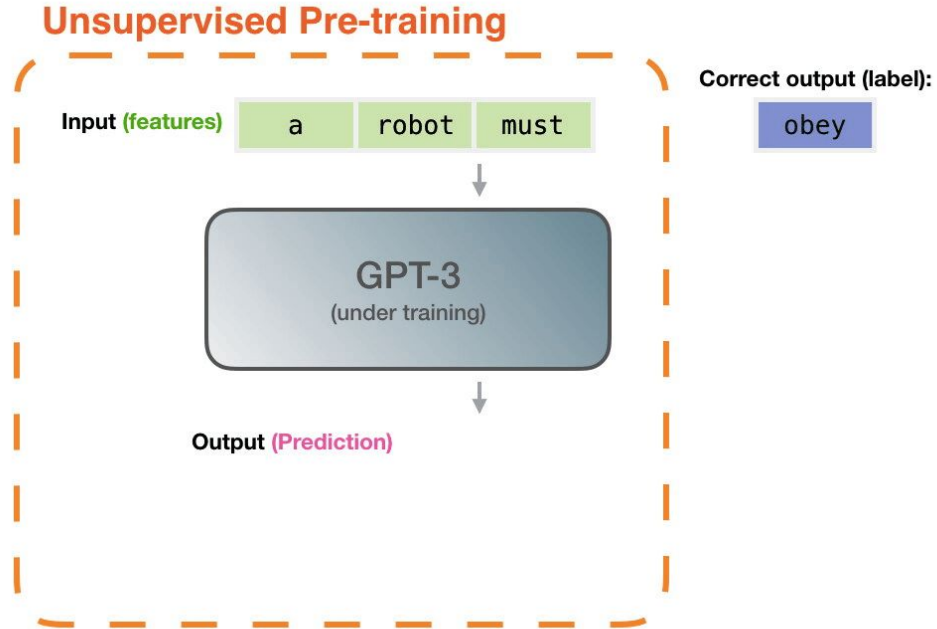 Unsupervised Pre-training
Correct output (label):
Input (features) a robot must
obey
GPT-3
(under training)
Output (Prediction)